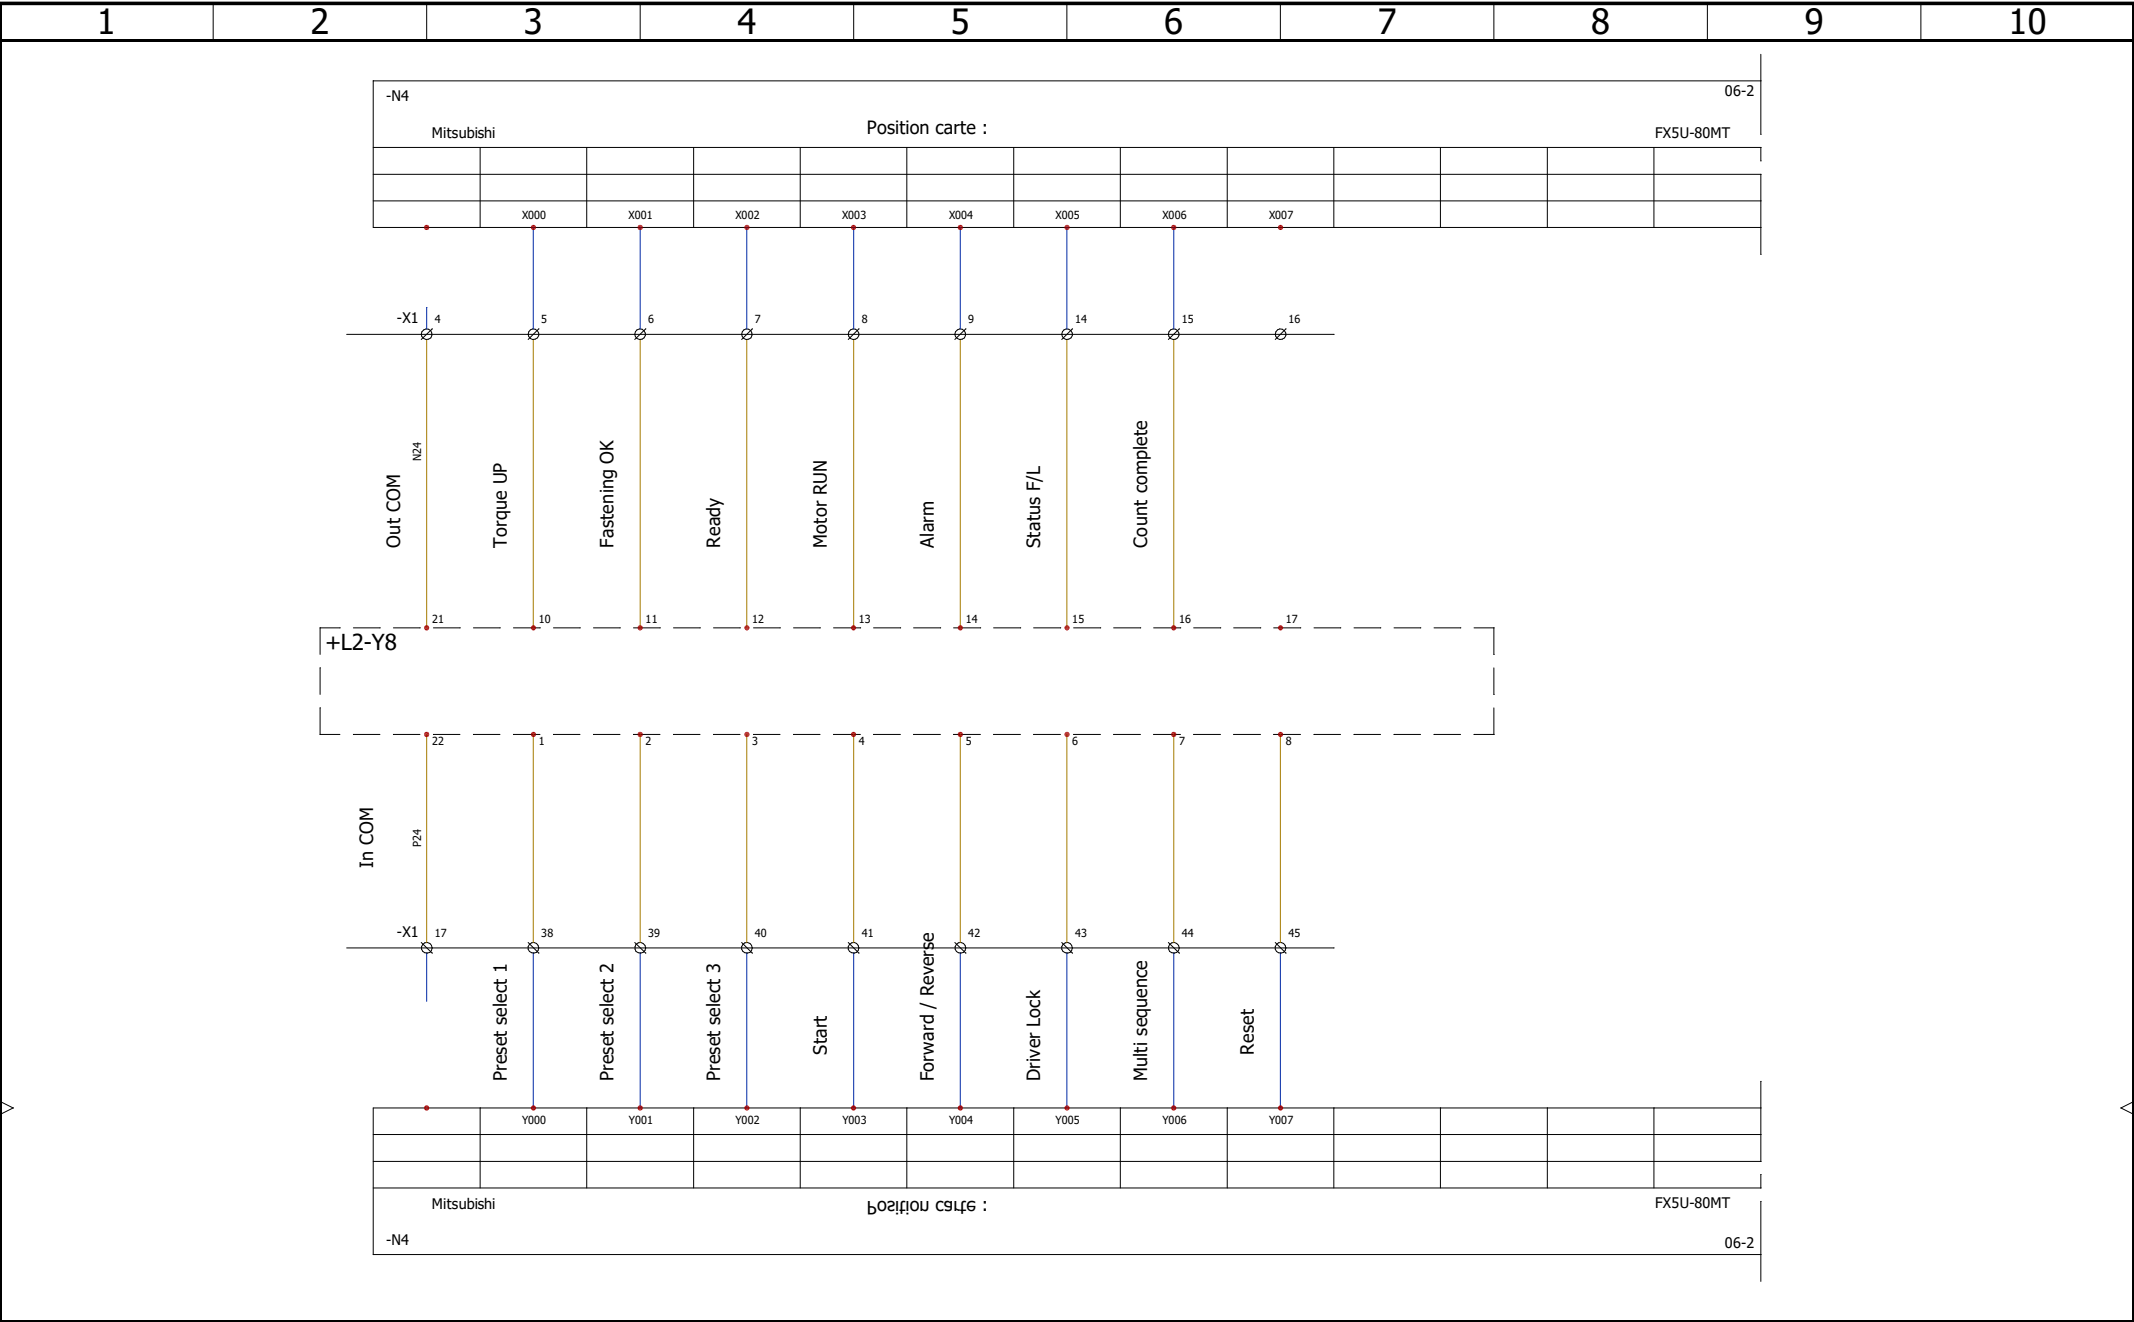 1 2 3 4 5 6 7 8 9 10
-N4 06-2
Mitsubishi Position carte : FX5U-80MT
X000 X001 X002 X003 X004 X005 X006 X007
-X1 4 5 6 7 8 9 14 15 16
Out COM
N24
Torque UP
Fastening OK
Ready
Motor RUN
Alarm
Status F/L
Count complete
21 10 11 12 13 14 15 16 17
+L2-Y8
22 1 2 3 4 5 6 7 8
In COM
P24
-X1 17 38 39 40 41 42 43 44 45
Preset select 1
Preset select 2
Preset select 3
Start
Forward / Reverse
Driver Lock
Multi sequence
Reset
Y000 Y001 Y002 Y003 Y004 Y005 Y006 Y007
Mitsubishi Position carte : FX5U-80MT
-N4 06-2